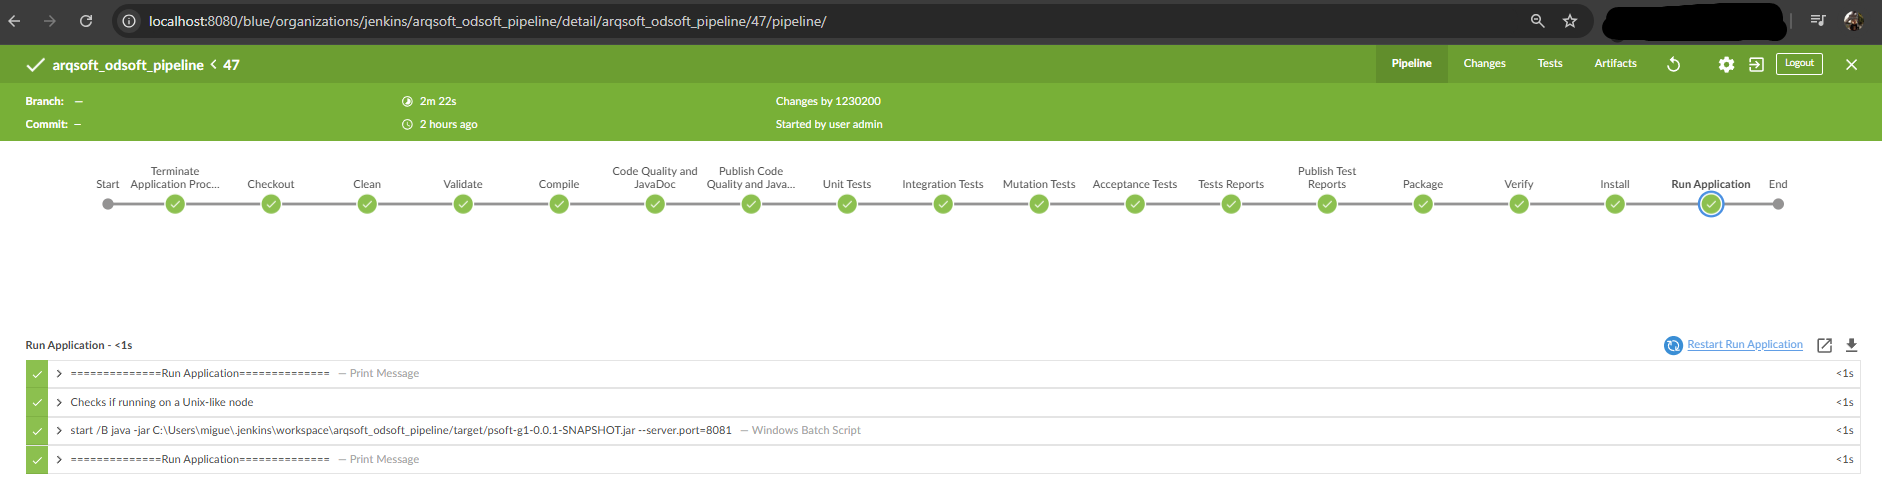 localhost:8080/blue/organizations/jenkins/arqsoft_odsoft_pipeline/detail/arqsoft_odsoft_pipeline/47/pipeline/
arqsoft_odsoft_pipeline < 47
Pipeline Changes Tests Artifacts Logout
Branch: — 2m 22s Changes by 1230200
Commit: — 2 hours ago Started by user admin
Start
Terminate
Application Proc...
Checkout
Clean
Validate
Compile
Code Quality and
JavaDoc
Publish Code
Quality and Java...
Unit Tests
Integration Tests
Mutation Tests
Acceptance Tests
Tests Reports
Publish Test
Reports
Package
Verify
Install
Run Application
End
Run Application - <1s Restart Run Application
==============Run Application============== — Print Message <1s
Checks if running on a Unix-like node <1s
start /B java -jar C:\Users\migue\.jenkins\workspace\arqsoft_odsoft_pipeline/target/psoft-g1-0.0.1-SNAPSHOT.jar --server.port=8081 — Windows Batch Script <1s
==============Run Application============== — Print Message <1s